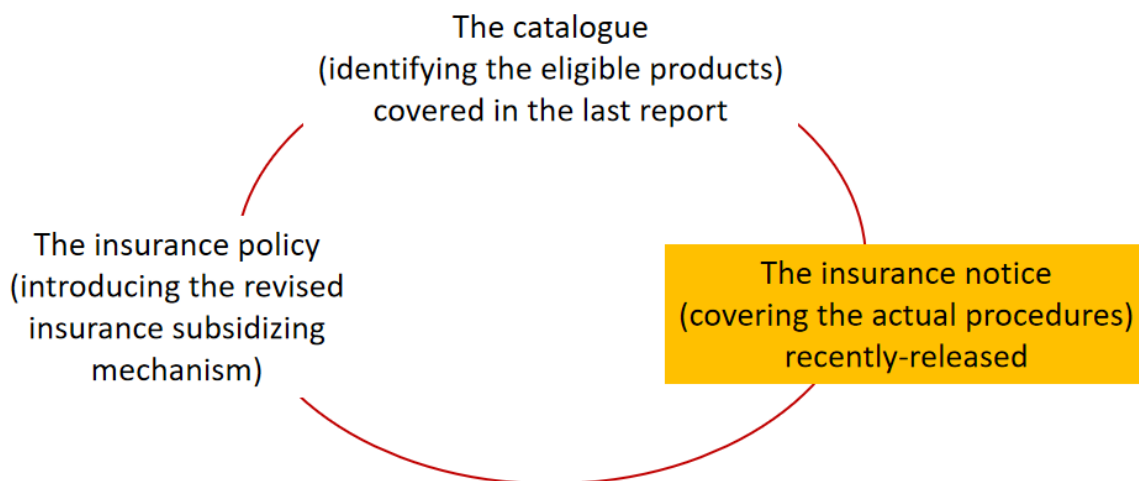 The catalogue
(identifying the eligible products)
covered in the last report
The insurance policy
(introducing the revised
insurance subsidizing
mechanism)
The insurance notice
(covering the actual procedures)
recently-released